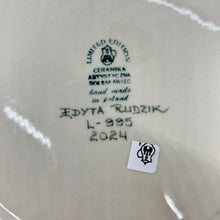 LIMITED EDITION
CERAMIKA
ARTYSTYCZNA
hand made
in Poland
EDYTA RUDZIK
L-995
2024